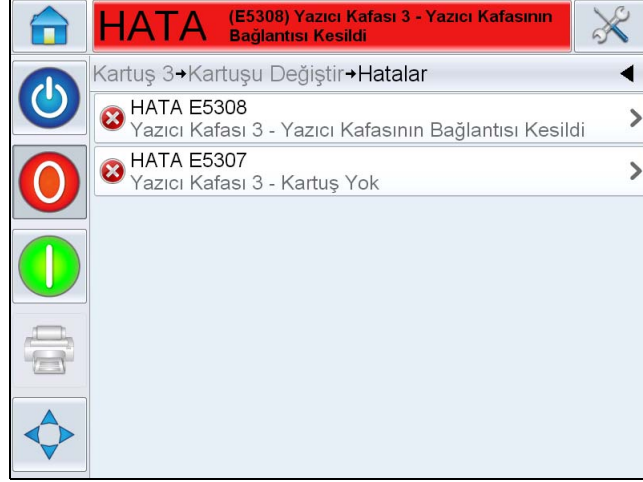 HATA
(E5308) Yazıcı Kafası 3 - Yazıcı Kafasının
Bağlantısı Kesildi
Kartuş 3→Kartuşu Değiştir→Hatalar
HATA E5308
Yazıcı Kafası 3 - Yazıcı Kafasının Bağlantısı Kesildi
HATA E5307
Yazıcı Kafası 3 - Kartuş Yok